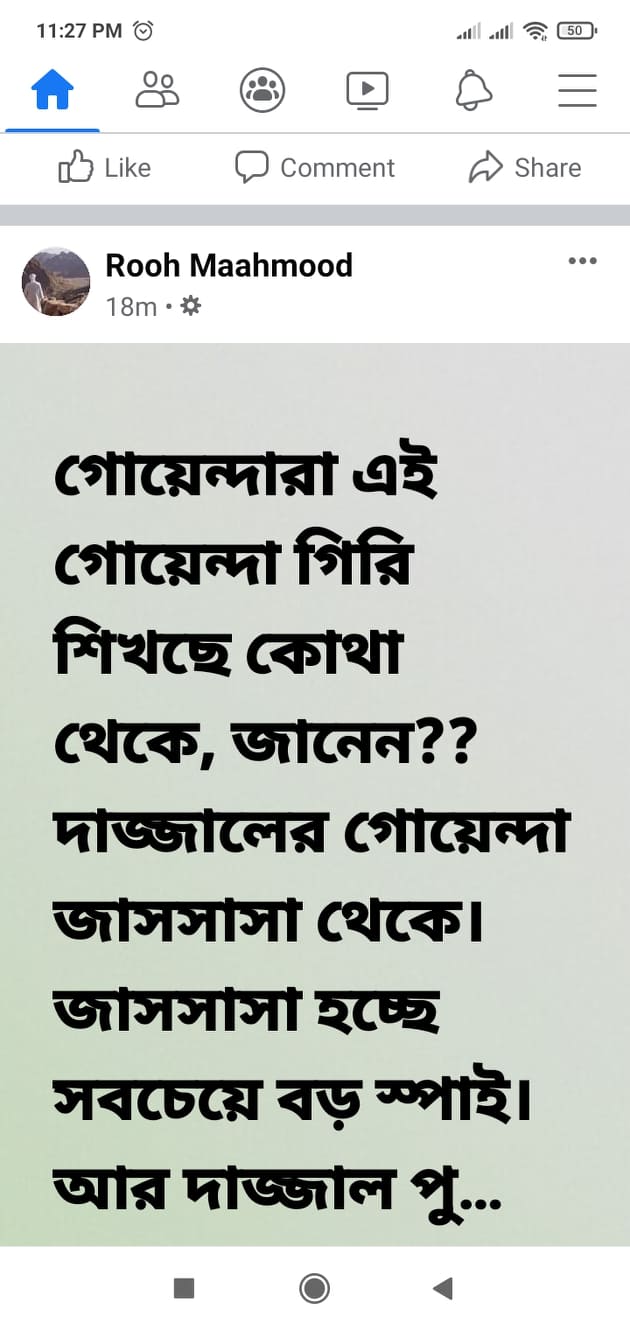 11:27 PM 50
Like Comment Share
Rooh Maahmood
18m
গোয়েন্দারা এই
গোয়েন্দা গিরি
শিখছে কোথা
থেকে, জানেন??
দাজ্জালের গোয়েন্দা
জাসসাসা থেকে।
জাসসাসা হচ্ছে
সবচেয়ে বড় স্পাই।
আর দাজ্জাল পু...